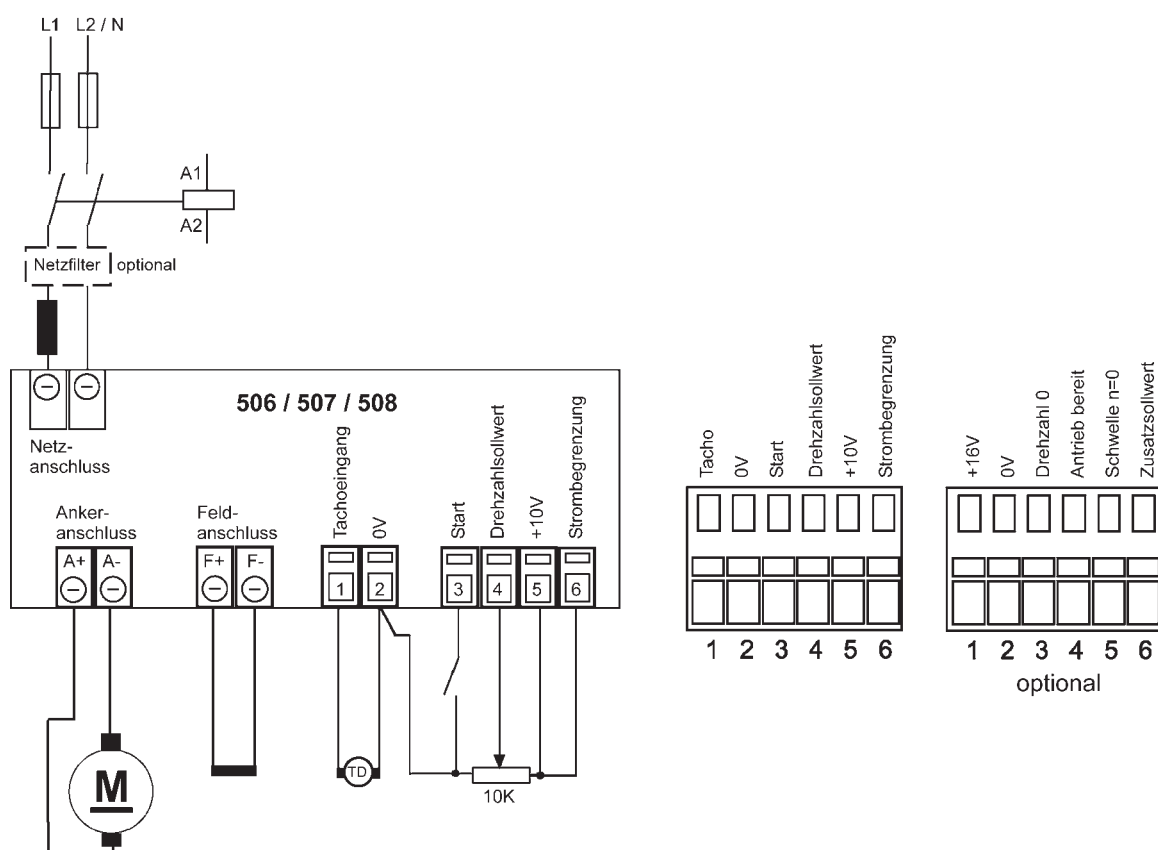 L1 L2 / N
A1
A2
Netzfilter optional
506 / 507 / 508
Netz-
anschluss
Anker-
anschluss
Feld-
anschluss
Tachoeingang
0V
Start
Drehzahlsollwert
+10V
Strombegrenzung
A+ A- F+ F- 1 2 3 4 5 6
M
TD
10K
Tacho
0V
Start
Drehzahlsollwert
+10V
Strombegrenzung
1 2 3 4 5 6
+16V
0V
Drehzahl 0
Antrieb bereit
Schwelle n=0
Zusatzsollwert
1 2 3 4 5 6
optional